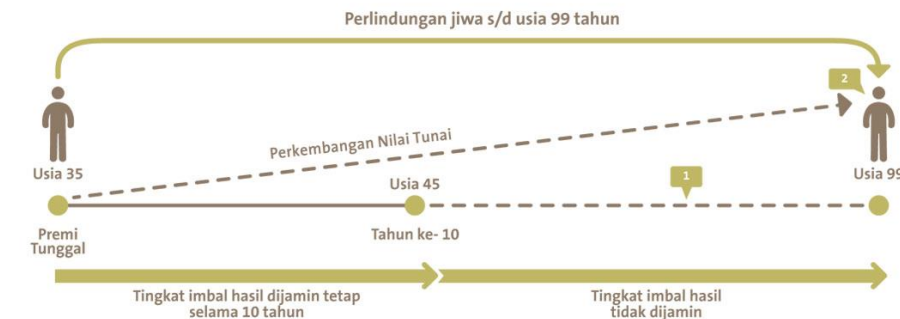 Perlindungan jiwa s/d usia 99 tahun
2
Perkembangan Nilai Tunai
Usia 35
Usia 99
Usia 45
1
Premi
Tunggal
Tahun ke- 10
Tingkat imbal hasil dijamin tetap
selama 10 tahun
Tingkat imbal hasil
tidak dijamin